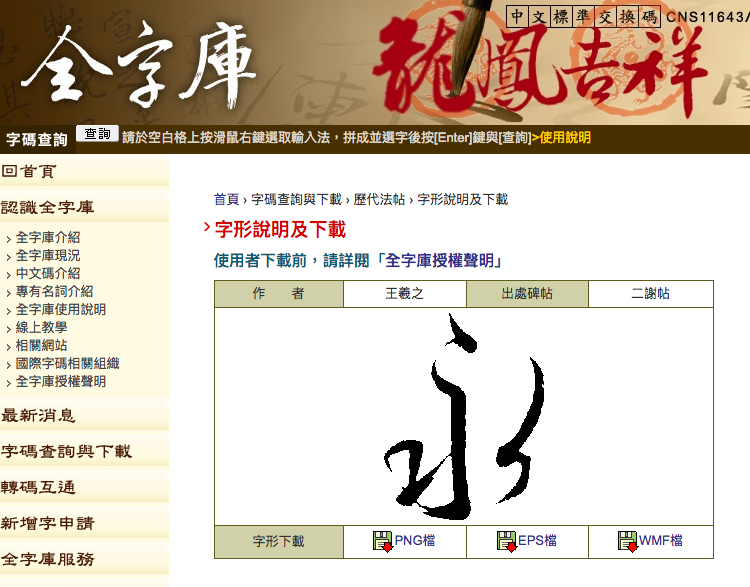 中文標準交換碼 CNS11643
全字庫
龍鳳吉祥
字碼查詢 查詢 請於空白格上按滑鼠右鍵選取輸入法，拼成並選字後按[Enter]鍵與[查詢]>使用說明
回首頁
認識全字庫
全字庫介紹
全字庫現況
中文碼介紹
專有名詞介紹
全字庫使用說明
線上教學
相關網站
國際字碼相關組織
全字庫授權聲明
最新消息
字碼查詢與下載
轉碼互通
新增字申請
全字庫服務
首頁 › 字碼查詢與下載 › 歷代法帖 › 字形說明及下載
字形說明及下載
使用者下載前，請詳閱「全字庫授權聲明」
作 者 王羲之 出處碑帖 二謝帖
永
字形下載 PNG檔 EPS檔 WMF檔